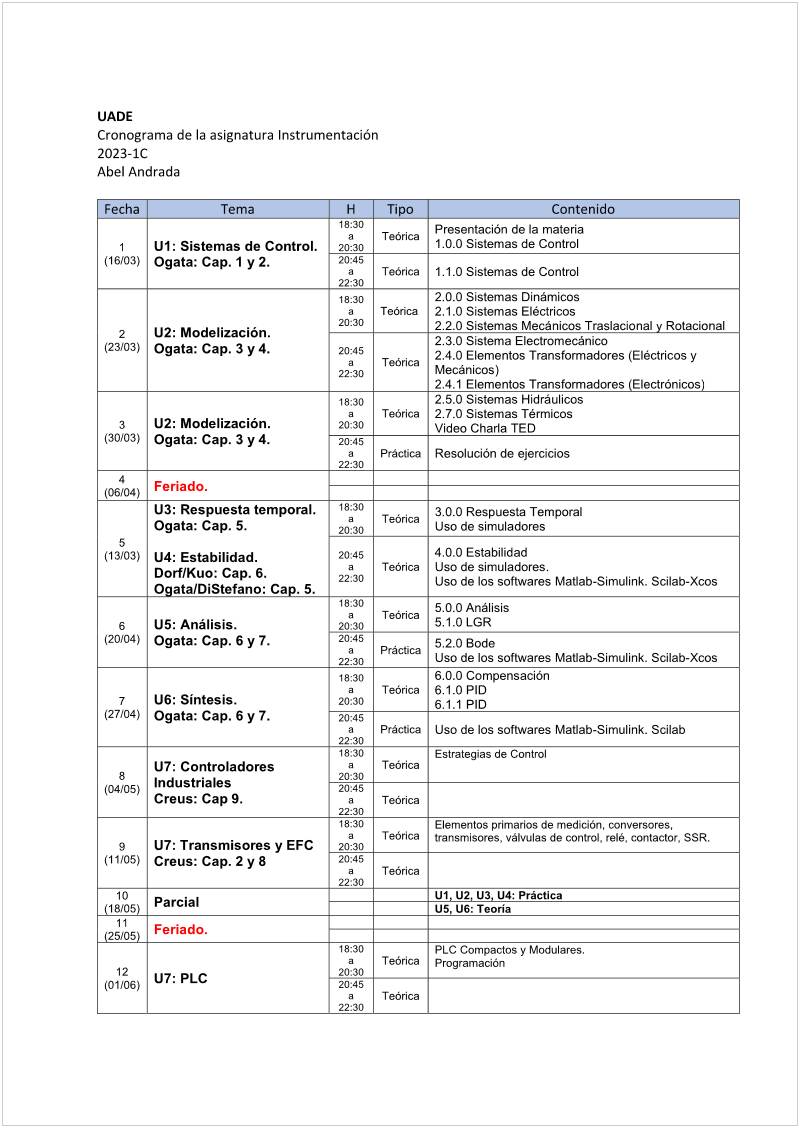 UADE
Cronograma de la asignatura Instrumentación
2023-1C
Abel Andrada
Fecha Tema H Tipo Contenido
1
(16/03)
U1: Sistemas de Control.
Ogata: Cap. 1 y 2.
18:30
a
20:30
Teórica
Presentación de la materia
1.0.0 Sistemas de Control
20:45
a
22:30
Teórica
1.1.0 Sistemas de Control
2
(23/03)
U2: Modelización.
Ogata: Cap. 3 y 4.
18:30
a
20:30
Teórica
2.0.0 Sistemas Dinámicos
2.1.0 Sistemas Eléctricos
2.2.0 Sistemas Mecánicos Traslacional y Rotacional
20:45
a
22:30
Teórica
2.3.0 Sistema Electromecánico
2.4.0 Elementos Transformadores (Eléctricos y
Mecánicos)
2.4.1 Elementos Transformadores (Electrónicos)
3
(30/03)
U2: Modelización.
Ogata: Cap. 3 y 4.
18:30
a
20:30
Teórica
2.5.0 Sistemas Hidráulicos
2.7.0 Sistemas Térmicos
Video Charla TED
20:45
a
22:30
Práctica
Resolución de ejercicios
4
(06/04)
Feriado.
5
(13/03)
U3: Respuesta temporal.
Ogata: Cap. 5.
U4: Estabilidad.
Dorf/Kuo: Cap. 6.
Ogata/DiStefano: Cap. 5.
18:30
a
20:30
Teórica
3.0.0 Respuesta Temporal
Uso de simuladores
20:45
a
22:30
Teórica
4.0.0 Estabilidad
Uso de simuladores.
Uso de los softwares Matlab-Simulink. Scilab-Xcos
6
(20/04)
U5: Análisis.
Ogata: Cap. 6 y 7.
18:30
a
20:30
Teórica
5.0.0 Análisis
5.1.0 LGR
20:45
a
22:30
Práctica
5.2.0 Bode
Uso de los softwares Matlab-Simulink. Scilab-Xcos
7
(27/04)
U6: Síntesis.
Ogata: Cap. 6 y 7.
18:30
a
20:30
Teórica
6.0.0 Compensación
6.1.0 PID
6.1.1 PID
20:45
a
22:30
Práctica
Uso de los softwares Matlab-Simulink. Scilab
8
(04/05)
U7: Controladores
Industriales
Creus: Cap 9.
18:30
a
20:30
Teórica
Estrategias de Control
20:45
a
22:30
Teórica
9
(11/05)
U7: Transmisores y EFC
Creus: Cap. 2 y 8
18:30
a
20:30
Teórica
Elementos primarios de medición, conversores,
transmisores, válvulas de control, relé, contactor, SSR.
20:45
a
22:30
Teórica
10
(18/05)
Parcial
U1, U2, U3, U4: Práctica
U5, U6: Teoría
11
(25/05)
Feriado.
12
(01/06)
U7: PLC
18:30
a
20:30
Teórica
PLC Compactos y Modulares.
Programación
20:45
a
22:30
Teórica